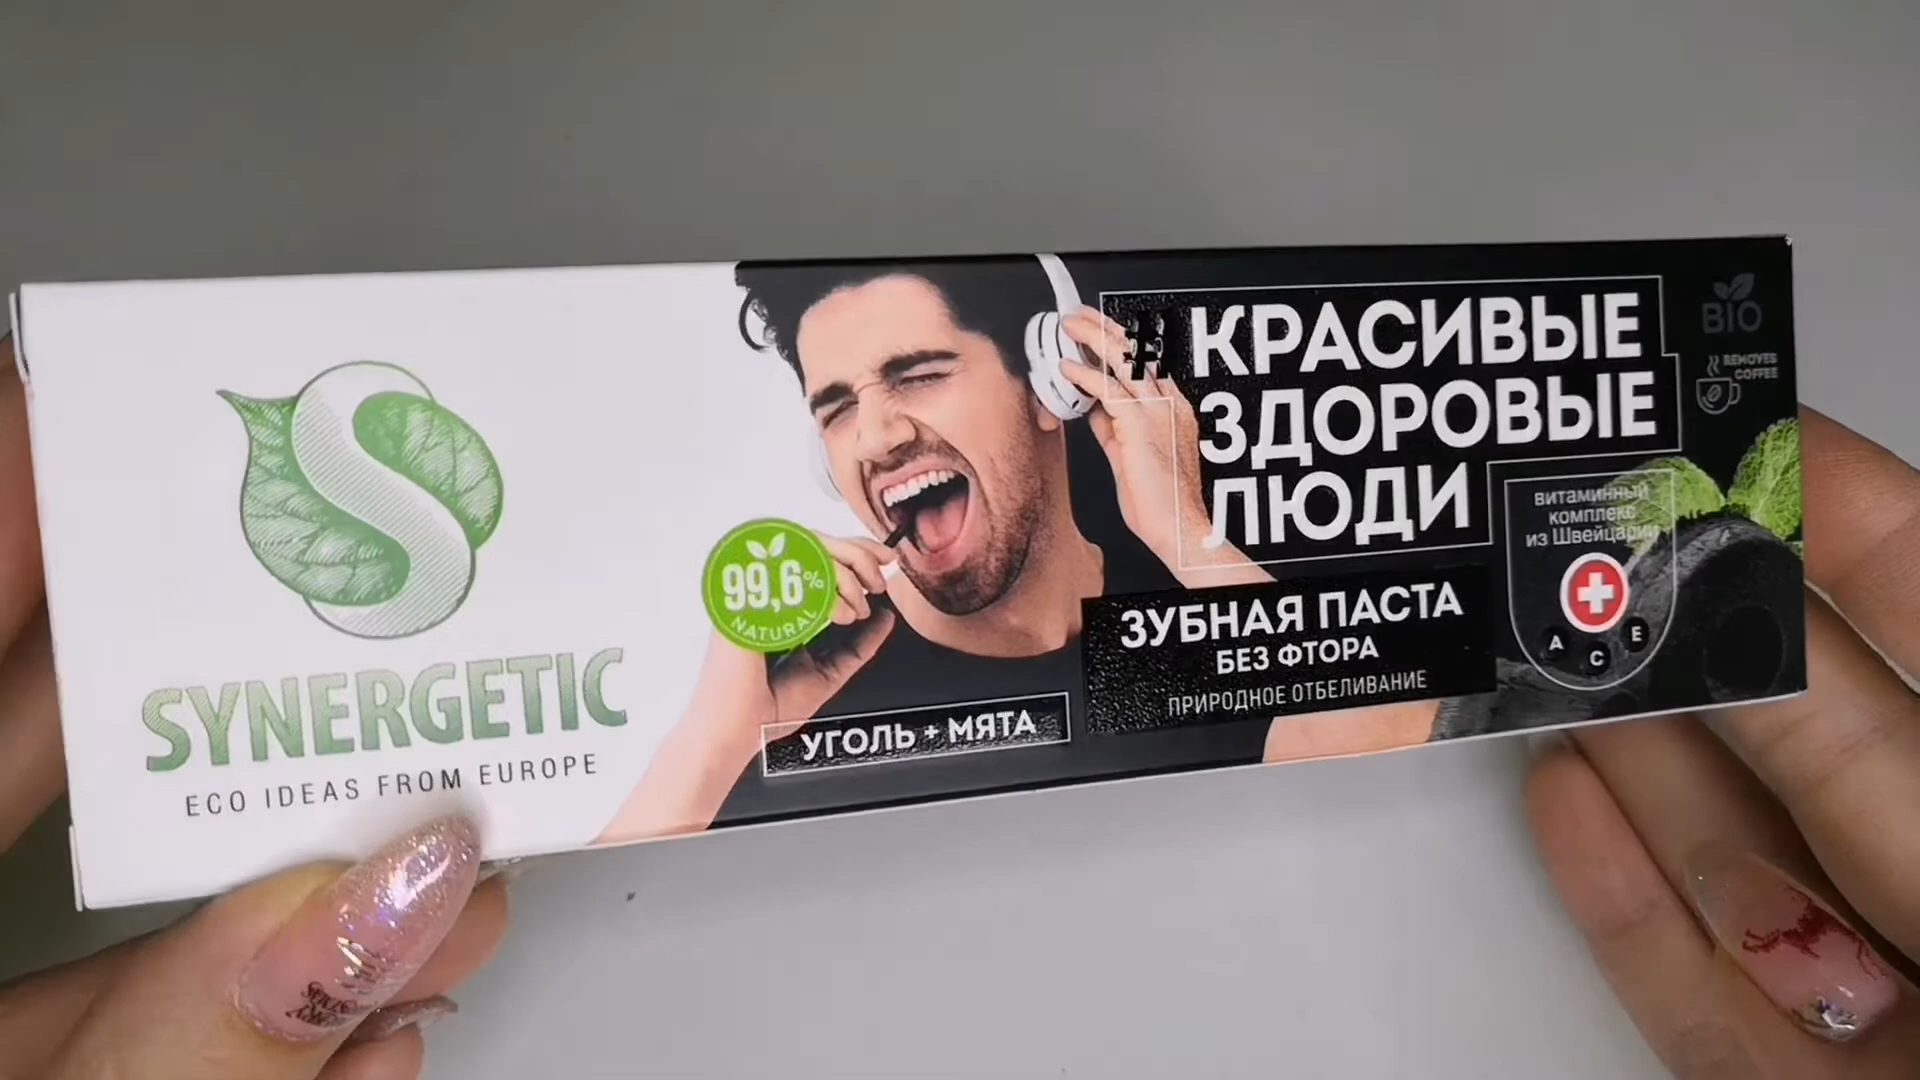 SYNERGETIC
ECO IDEAS FROM EUROPE
99,6%
NATURAL
УГОЛЬ + МЯТА
#КРАСИВЫЕ
ЗДОРОВЫЕ
ЛЮДИ
ЗУБНАЯ ПАСТА
БЕЗ ФТОРА
ПРИРОДНОЕ ОТБЕЛИВАНИЕ
BIO
REMOVES
COFFEE
витаминный
комплекс
из Швейцарии
A C E